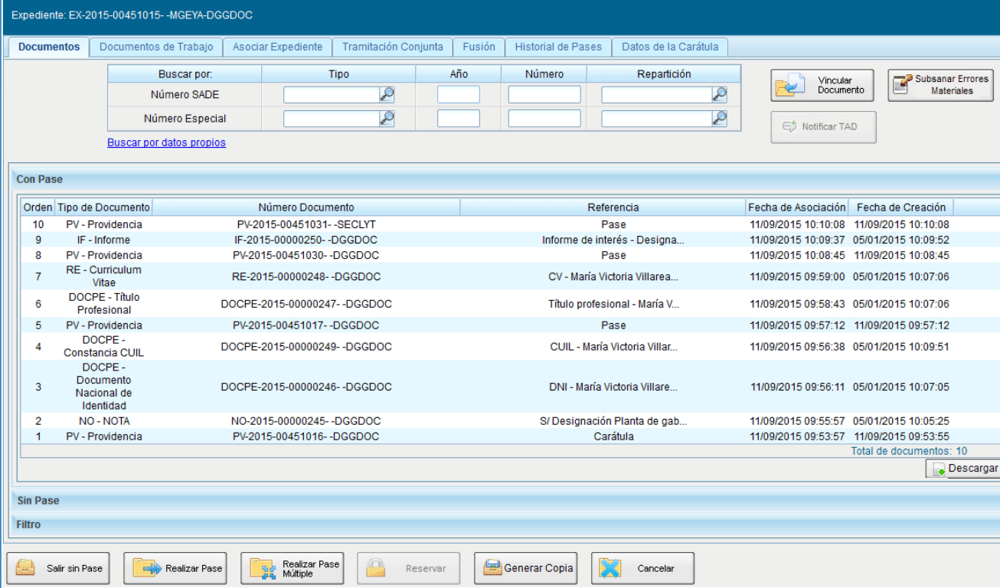 Expediente: EX-2015-00451015- -MGEYA-DGGDOC
Documentos Documentos de Trabajo Asociar Expediente Tramitación Conjunta Fusión Historial de Pases Datos de la Carátula
Buscar por: Tipo Año Número Repartición
Número SADE
Número Especial
Buscar por datos propios
Vincular
Documento
Subsanar Errores
Materiales
Notificar TAD
Con Pase
Orden Tipo de Documento Número Documento Referencia Fecha de Asociación Fecha de Creación
10 PV - Providencia PV-2015-00451031- -SECLYT Pase 11/09/2015 10:10:08 11/09/2015 10:10:08
9 IF - Informe IF-2015-00000250- -DGGDOC Informe de interés - Designa... 11/09/2015 10:09:37 05/01/2015 10:09:52
8 PV - Providencia PV-2015-00451030- -DGGDOC Pase 11/09/2015 10:08:45 11/09/2015 10:08:45
7 RE - Curriculum
Vitae RE-2015-00000248- -DGGDOC CV - María Victoria Villarea... 11/09/2015 09:59:00 05/01/2015 10:07:06
6 DOCPE - Título
Profesional DOCPE-2015-00000247- -DGGDOC Título profesional - María V... 11/09/2015 09:58:43 05/01/2015 10:07:06
5 PV - Providencia PV-2015-00451017- -DGGDOC Pase 11/09/2015 09:57:12 11/09/2015 09:57:12
4 DOCPE -
Constancia CUIL DOCPE-2015-00000249- -DGGDOC CUIL - María Victoria Villar... 11/09/2015 09:56:38 05/01/2015 10:09:51
3 DOCPE -
Documento
Nacional de
Identidad DOCPE-2015-00000246- -DGGDOC DNI - María Victoria Villare... 11/09/2015 09:56:11 05/01/2015 10:07:05
2 NO - NOTA NO-2015-00000245- -DGGDOC S/ Designación Planta de gab... 11/09/2015 09:55:57 05/01/2015 10:05:25
1 PV - Providencia PV-2015-00451016- -DGGDOC Carátula 11/09/2015 09:53:57 11/09/2015 09:53:55
Total de documentos: 10
Descargar
Sin Pase
Filtro
Salir sin Pase
Realizar Pase
Realizar Pase
Múltiple
Reservar
Generar Copia
Cancelar